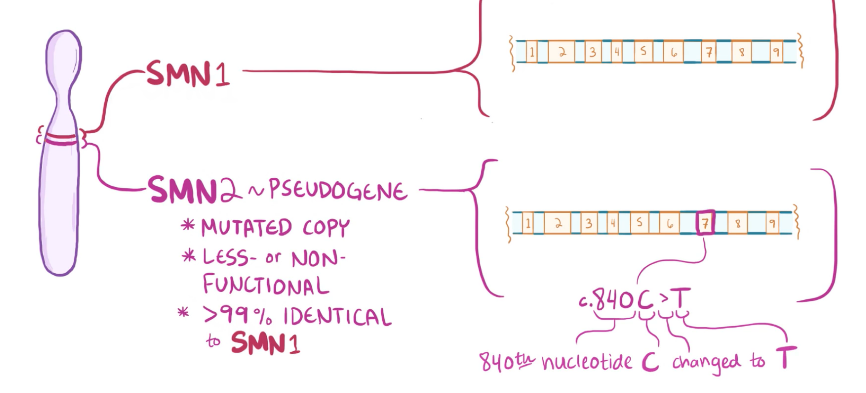 SMN1
1 2 3 4 5 6 7 8 9
SMN2 ~ PSEUDOGENE
* MUTATED COPY
* LESS- OR NON-
FUNCTIONAL
* >99% IDENTICAL
to SMN1
1 2 3 4 5 6 7 8 9
c.840C>T
840th nucleotide C changed to T